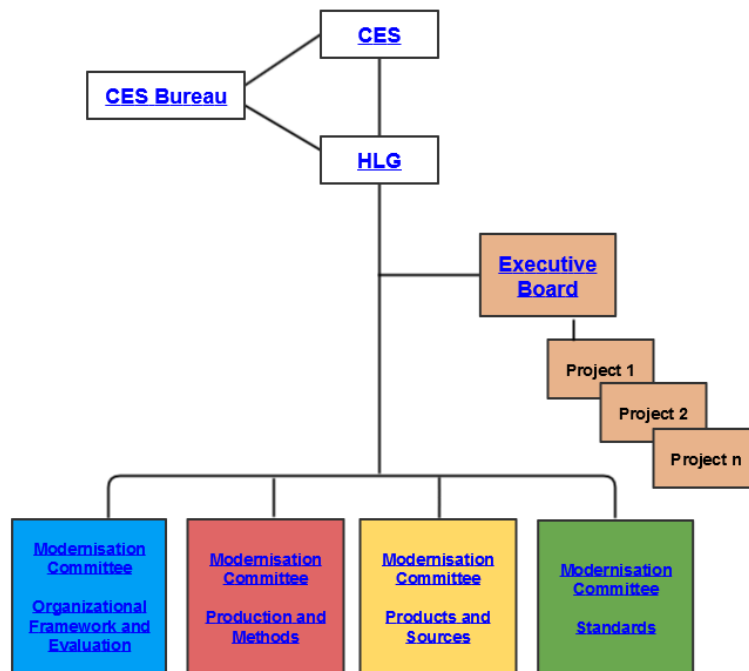 CES
CES Bureau
HLG
Executive
Board
Project 1
Project 2
Project n
Modernisation
Committee
Organizational
Framework and
Evaluation
Modernisation
Committee
Production and
Methods
Modernisation
Committee
Products and
Sources
Modernisation
Committee
Standards